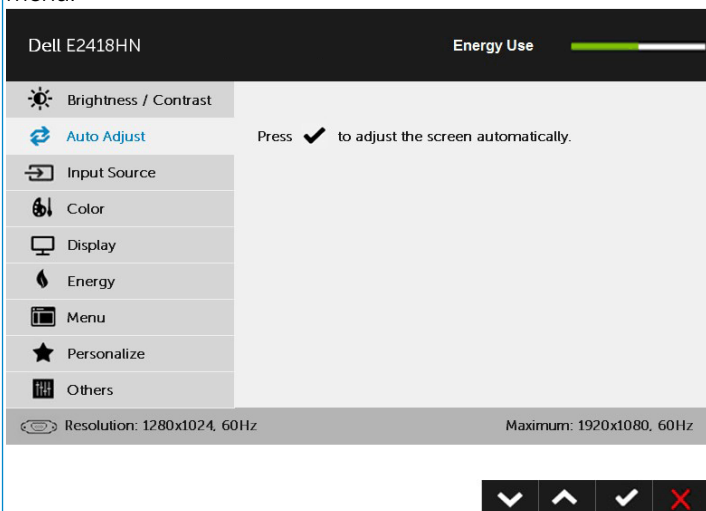 Dell E2418HN Energy Use
Brightness / Contrast
Auto Adjust Press ✔ to adjust the screen automatically.
Input Source
Color
Display
Energy
Menu
Personalize
Others
Resolution: 1280x1024, 60Hz Maximum: 1920x1080, 60Hz